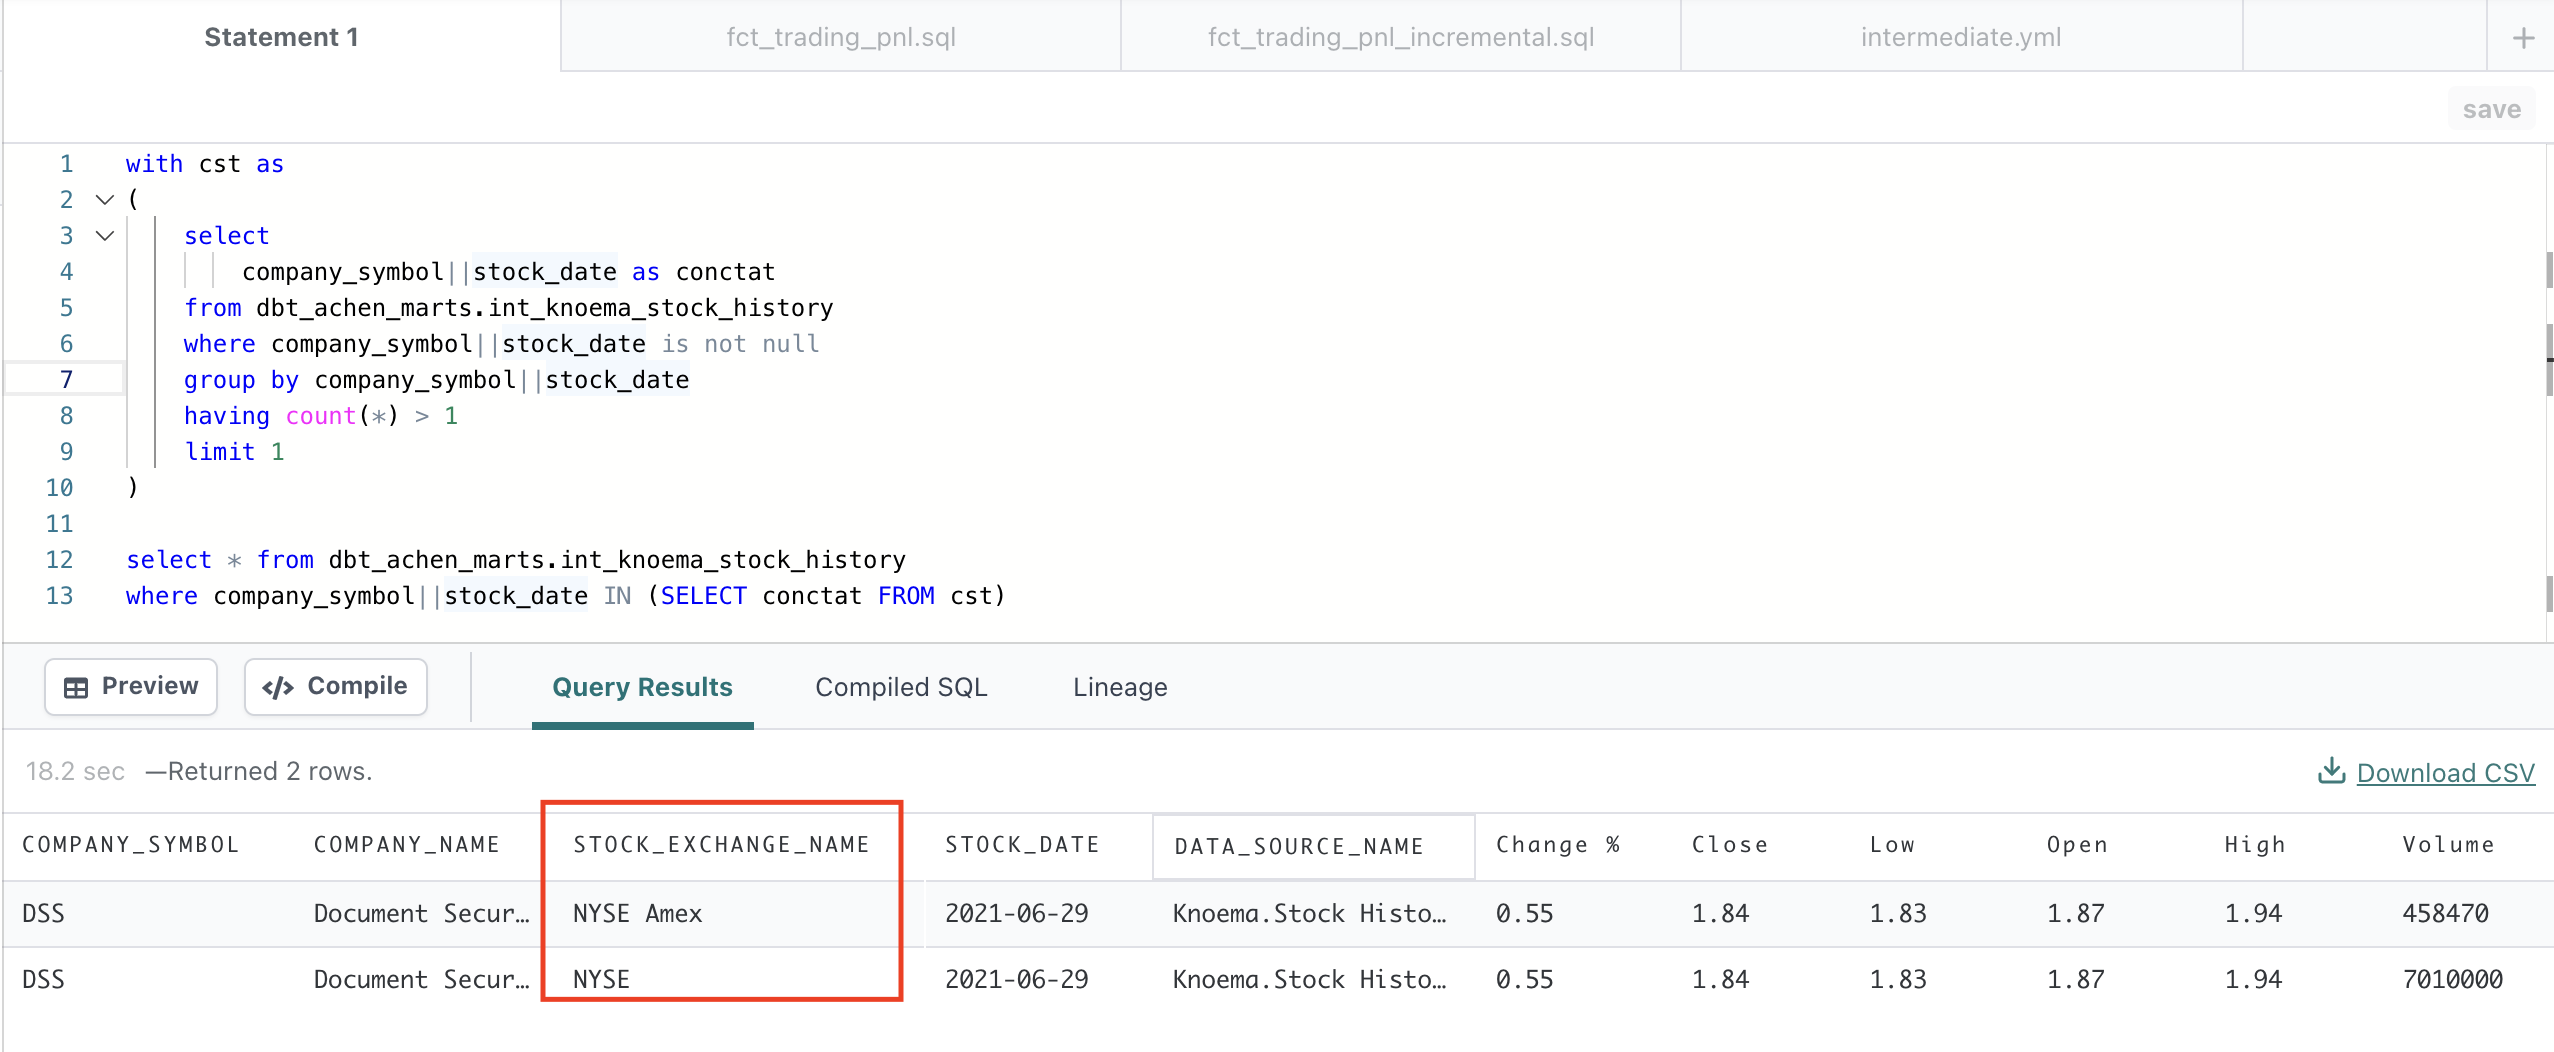 Statement 1 fct_trading_pnl.sql fct_trading_pnl_incremental.sql intermediate.yml +
save
1 with cst as
2 (
3 select
4 company_symbol||stock_date as conctat
5 from dbt_achen_marts.int_knoema_stock_history
6 where company_symbol||stock_date is not null
7 group by company_symbol||stock_date
8 having count(*) > 1
9 limit 1
10 )
11
12 select * from dbt_achen_marts.int_knoema_stock_history
13 where company_symbol||stock_date IN (SELECT conctat FROM cst)
Preview </> Compile Query Results Compiled SQL Lineage
18.2 sec —Returned 2 rows. Download CSV
COMPANY_SYMBOL COMPANY_NAME STOCK_EXCHANGE_NAME STOCK_DATE DATA_SOURCE_NAME Change % Close Low Open High Volume
DSS Document Secur… NYSE Amex 2021-06-29 Knoema.Stock Histo… 0.55 1.84 1.83 1.87 1.94 458470
DSS Document Secur… NYSE 2021-06-29 Knoema.Stock Histo… 0.55 1.84 1.83 1.87 1.94 7010000